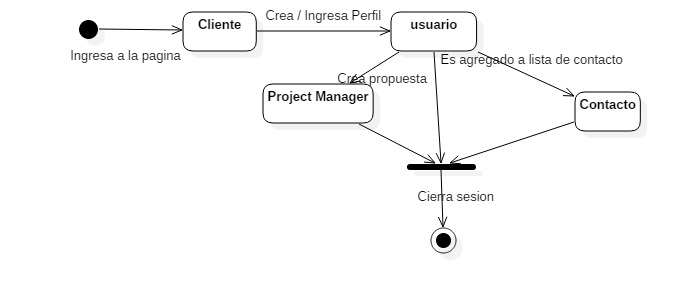 Cliente
Crea / Ingresa Perfil
usuario
Ingresa a la pagina
Es agregado a lista de contacto
Crea propuesta
Project Manager
Contacto
Cierra sesion